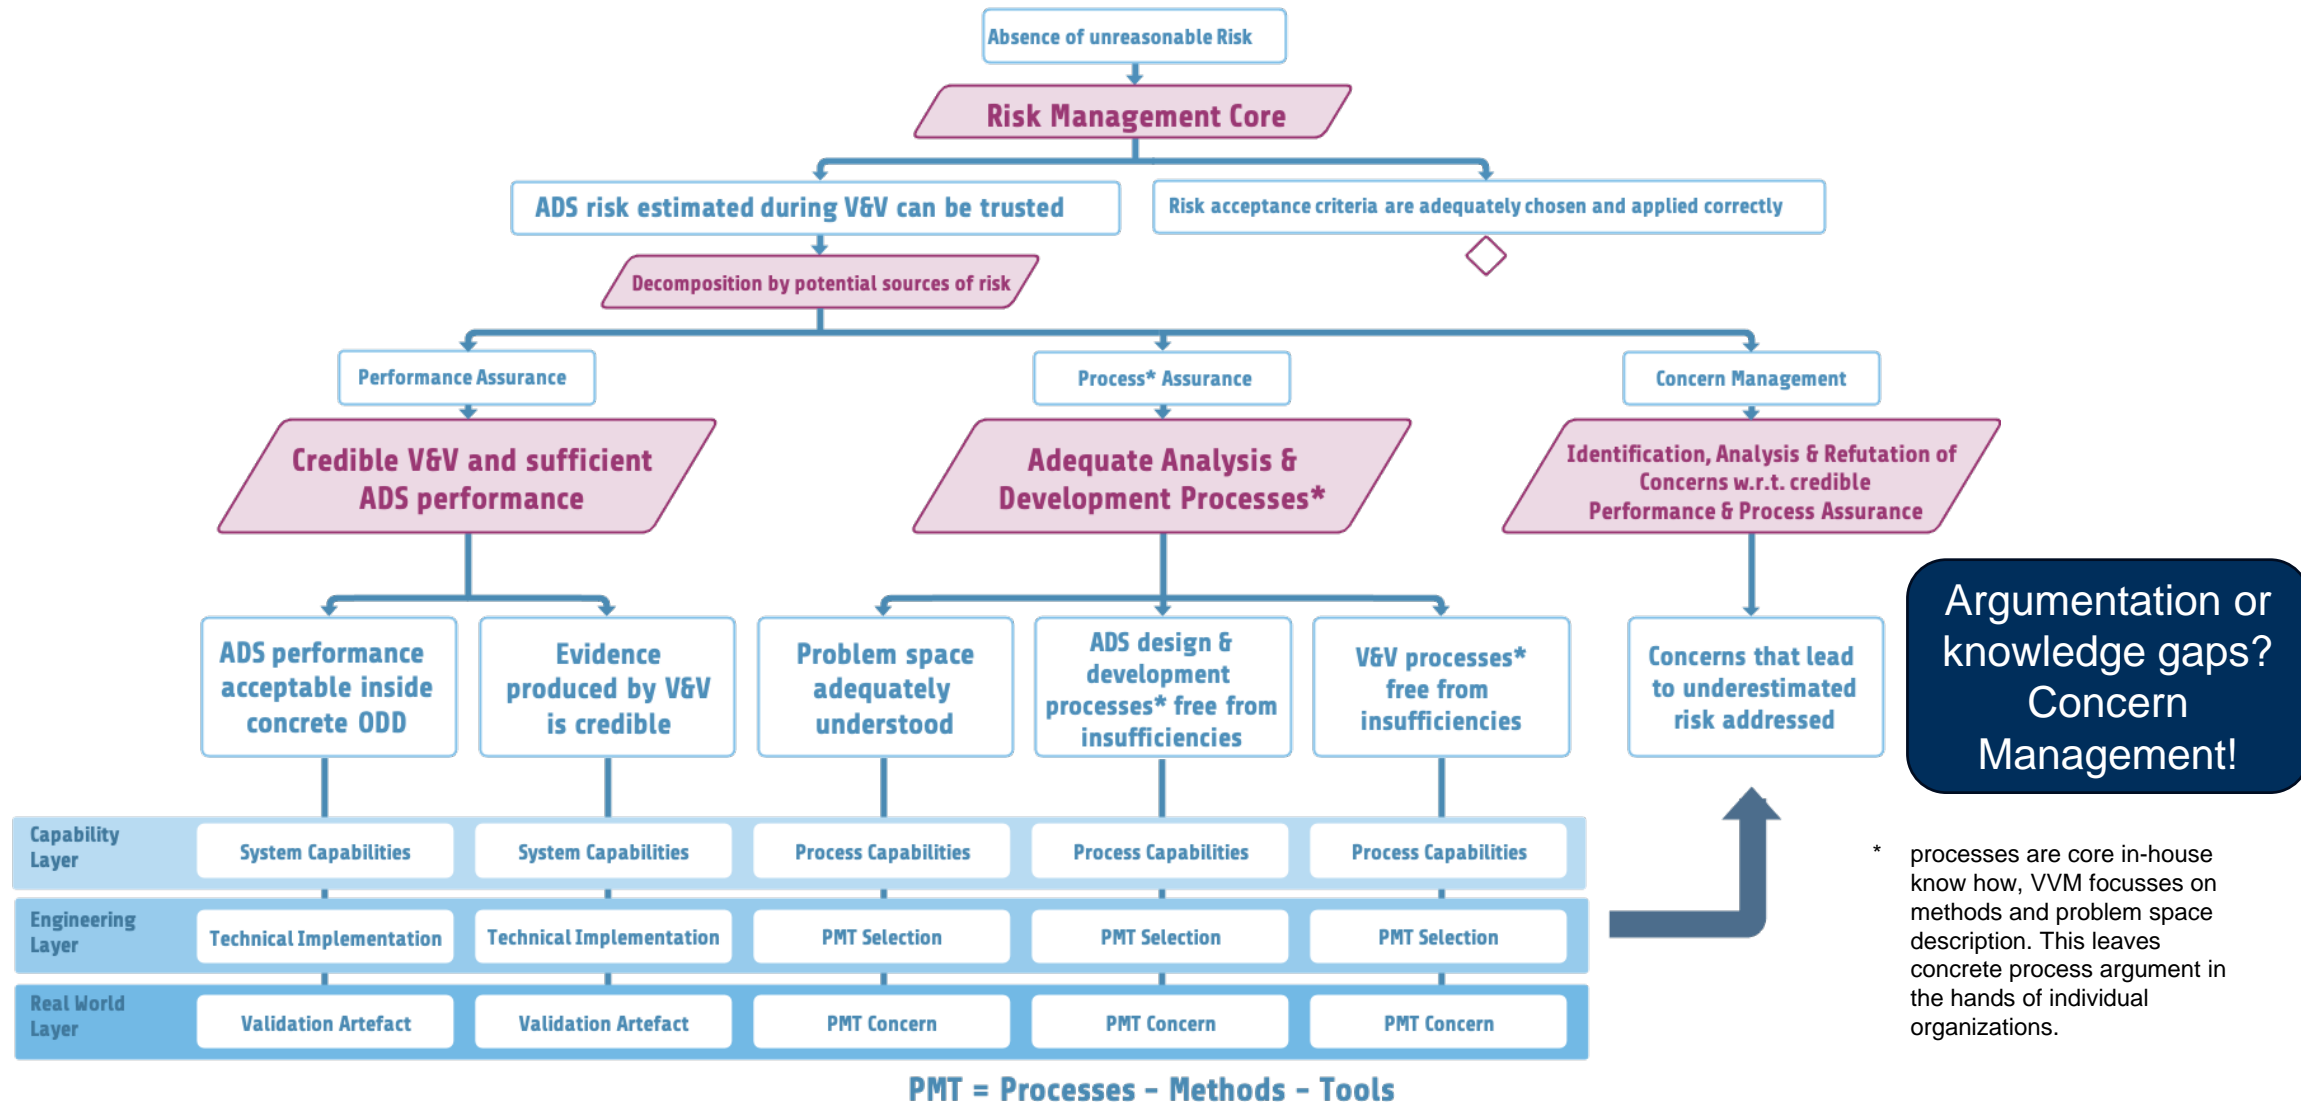 Absence of unreasonable Risk
Risk Management Core
ADS risk estimated during V&V can be trusted
Risk acceptance criteria are adequately chosen and applied correctly
Decomposition by potential sources of risk
Performance Assurance
Process* Assurance
Concern Management
Credible V&V and sufficient
ADS performance
Adequate Analysis &
Development Processes*
Identification, Analysis & Refutation of
Concerns w.r.t. credible
Performance & Process Assurance
ADS performance
acceptable inside
concrete ODD
Evidence
produced by V&V
is credible
Problem space
adequately
understood
ADS design &
development
processes* free from
insufficiencies
V&V processes*
free from
insufficiencies
Concerns that lead
to underestimated
risk addressed
Argumentation or
knowledge gaps?
Concern
Management!
Capability
Layer
System Capabilities
System Capabilities
Process Capabilities
Process Capabilities
Process Capabilities
Engineering
Layer
Technical Implementation
Technical Implementation
PMT Selection
PMT Selection
PMT Selection
Real World
Layer
Validation Artefact
Validation Artefact
PMT Concern
PMT Concern
PMT Concern
* processes are core in-house
know how, VVM focusses on
methods and problem space
description. This leaves
concrete process argument in
the hands of individual
organizations.
PMT = Processes - Methods - Tools